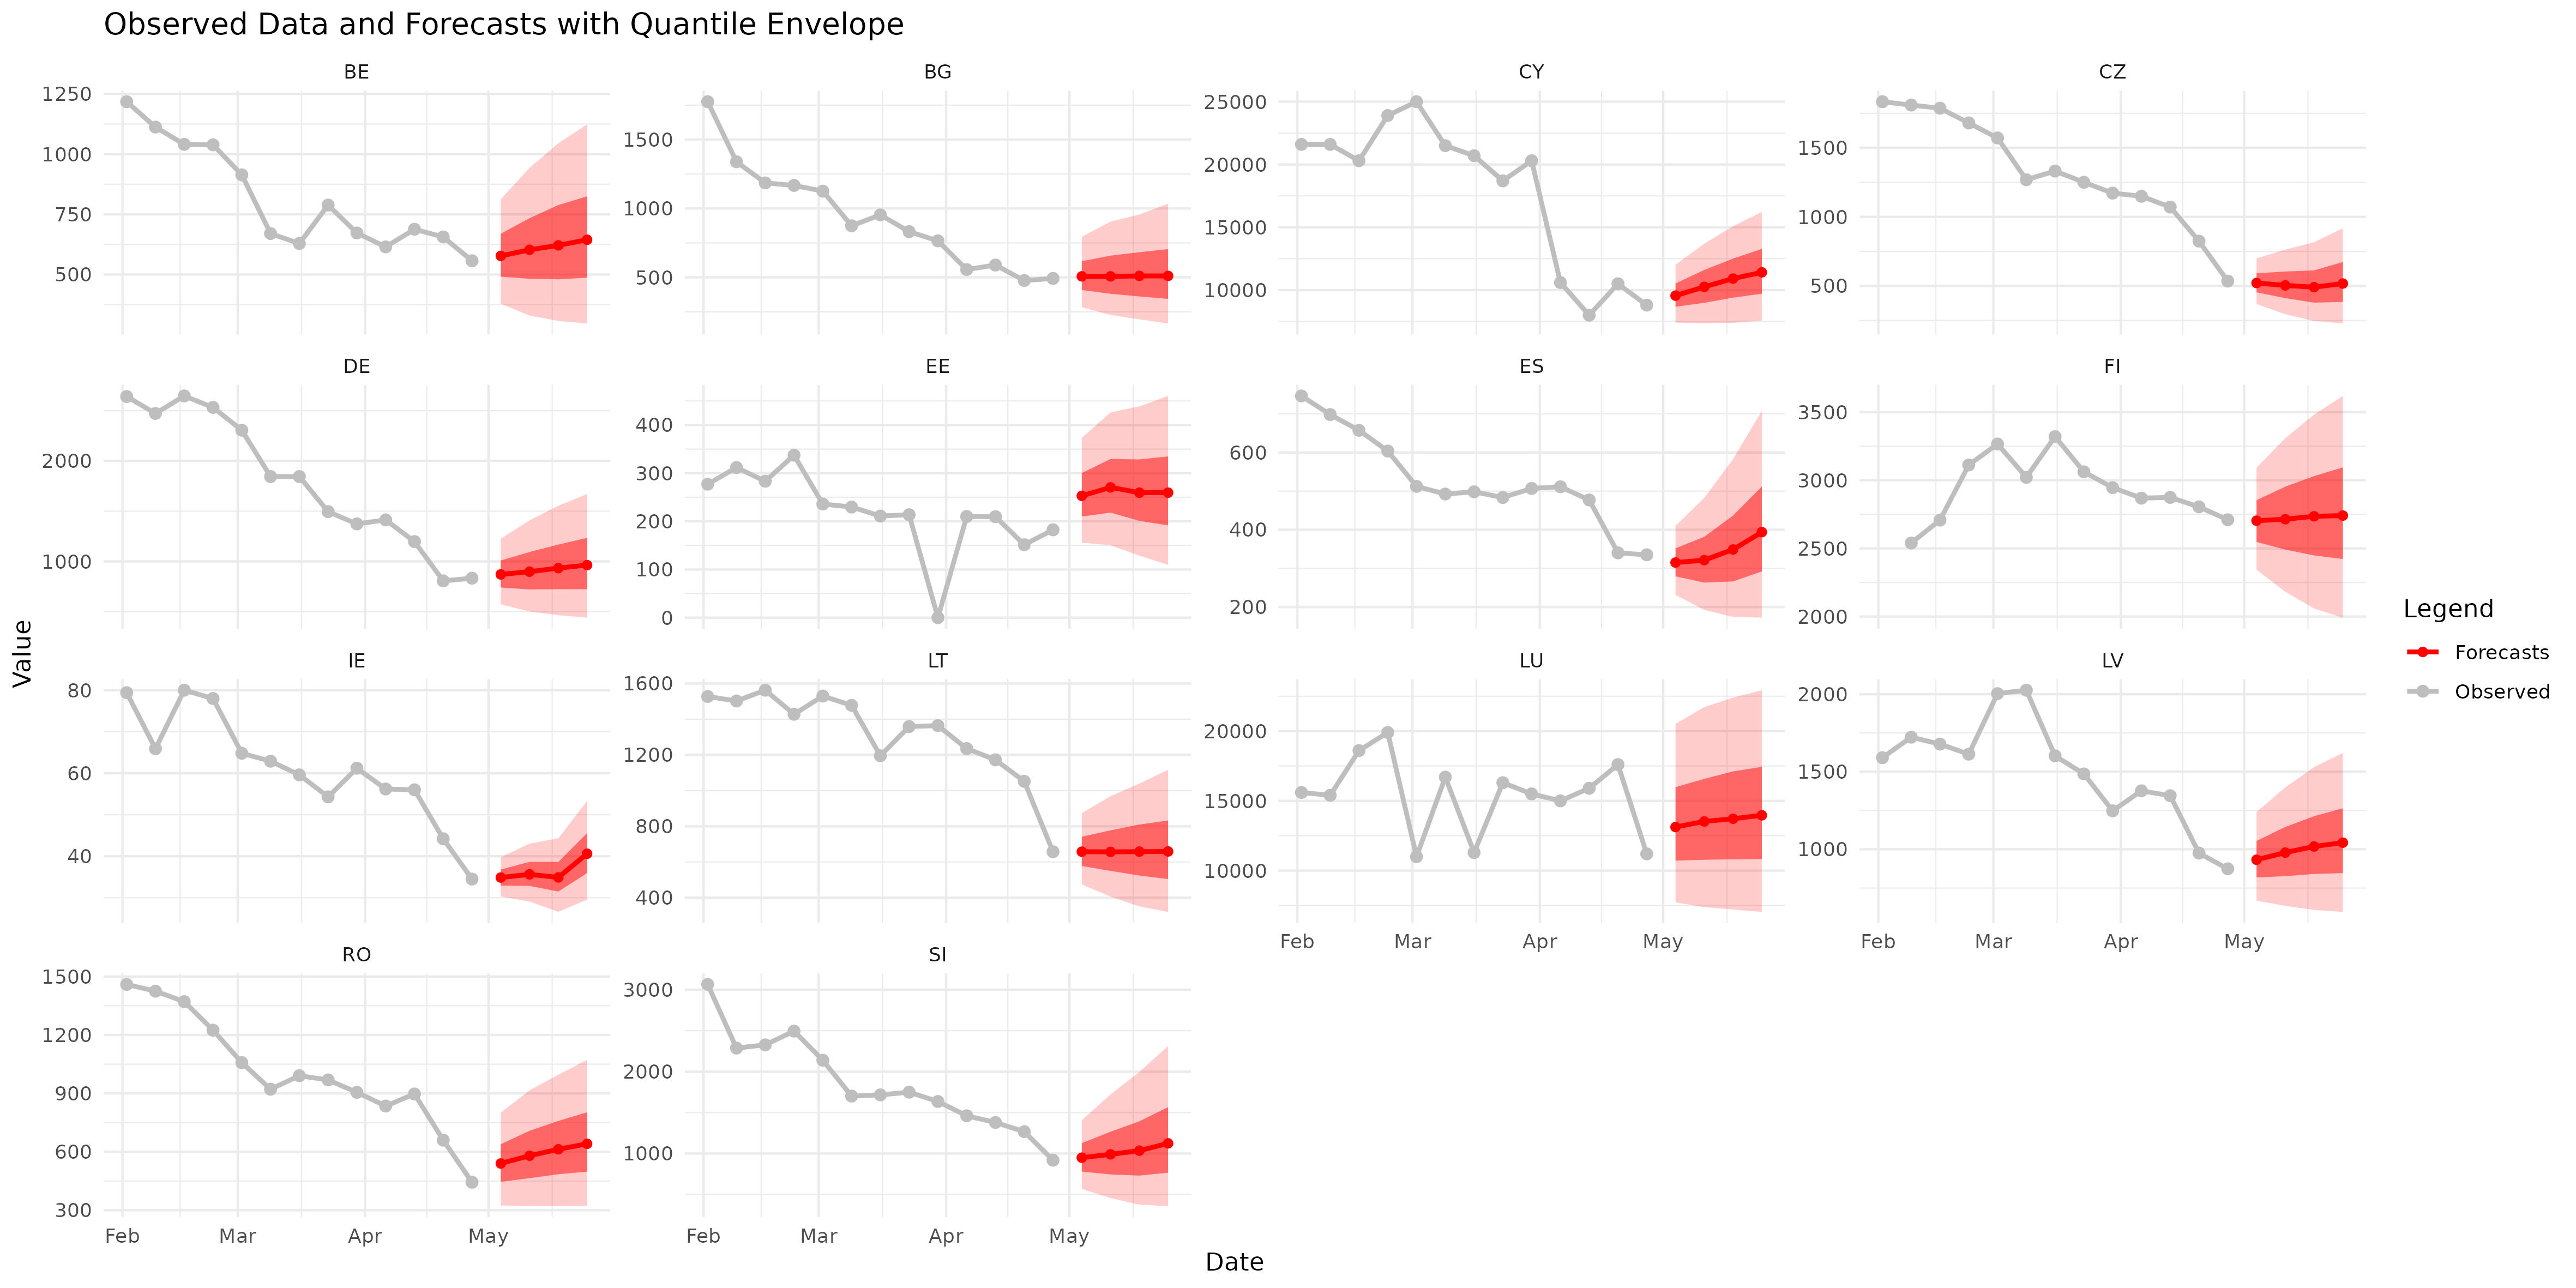 Observed Data and Forecasts with Quantile Envelope
BE
BG
CY
CZ
1250
1000
750
500
1500
1000
500
25000
20000
15000
10000
1500
1000
500
DE
EE
ES
FI
2000
1000
400
300
200
100
0
600
400
200
3500
3000
2500
2000
IE
LT
LU
LV
80
60
40
1600
1200
800
400
20000
15000
10000
2000
1500
1000
Feb Mar Apr May
Feb Mar Apr May
RO
SI
1500
1200
900
600
300
3000
2000
1000
Feb Mar Apr May
Feb Mar Apr May
Value
Date
Legend
Forecasts
Observed